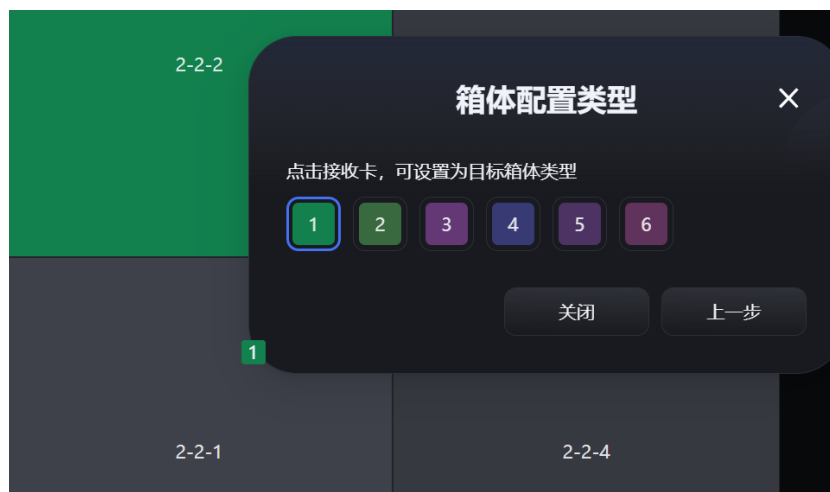 2-2-2
箱体配置类型
点击接收卡，可设置为目标箱体类型
1 2 3 4 5 6
关闭 上一步
1
2-2-1 2-2-4